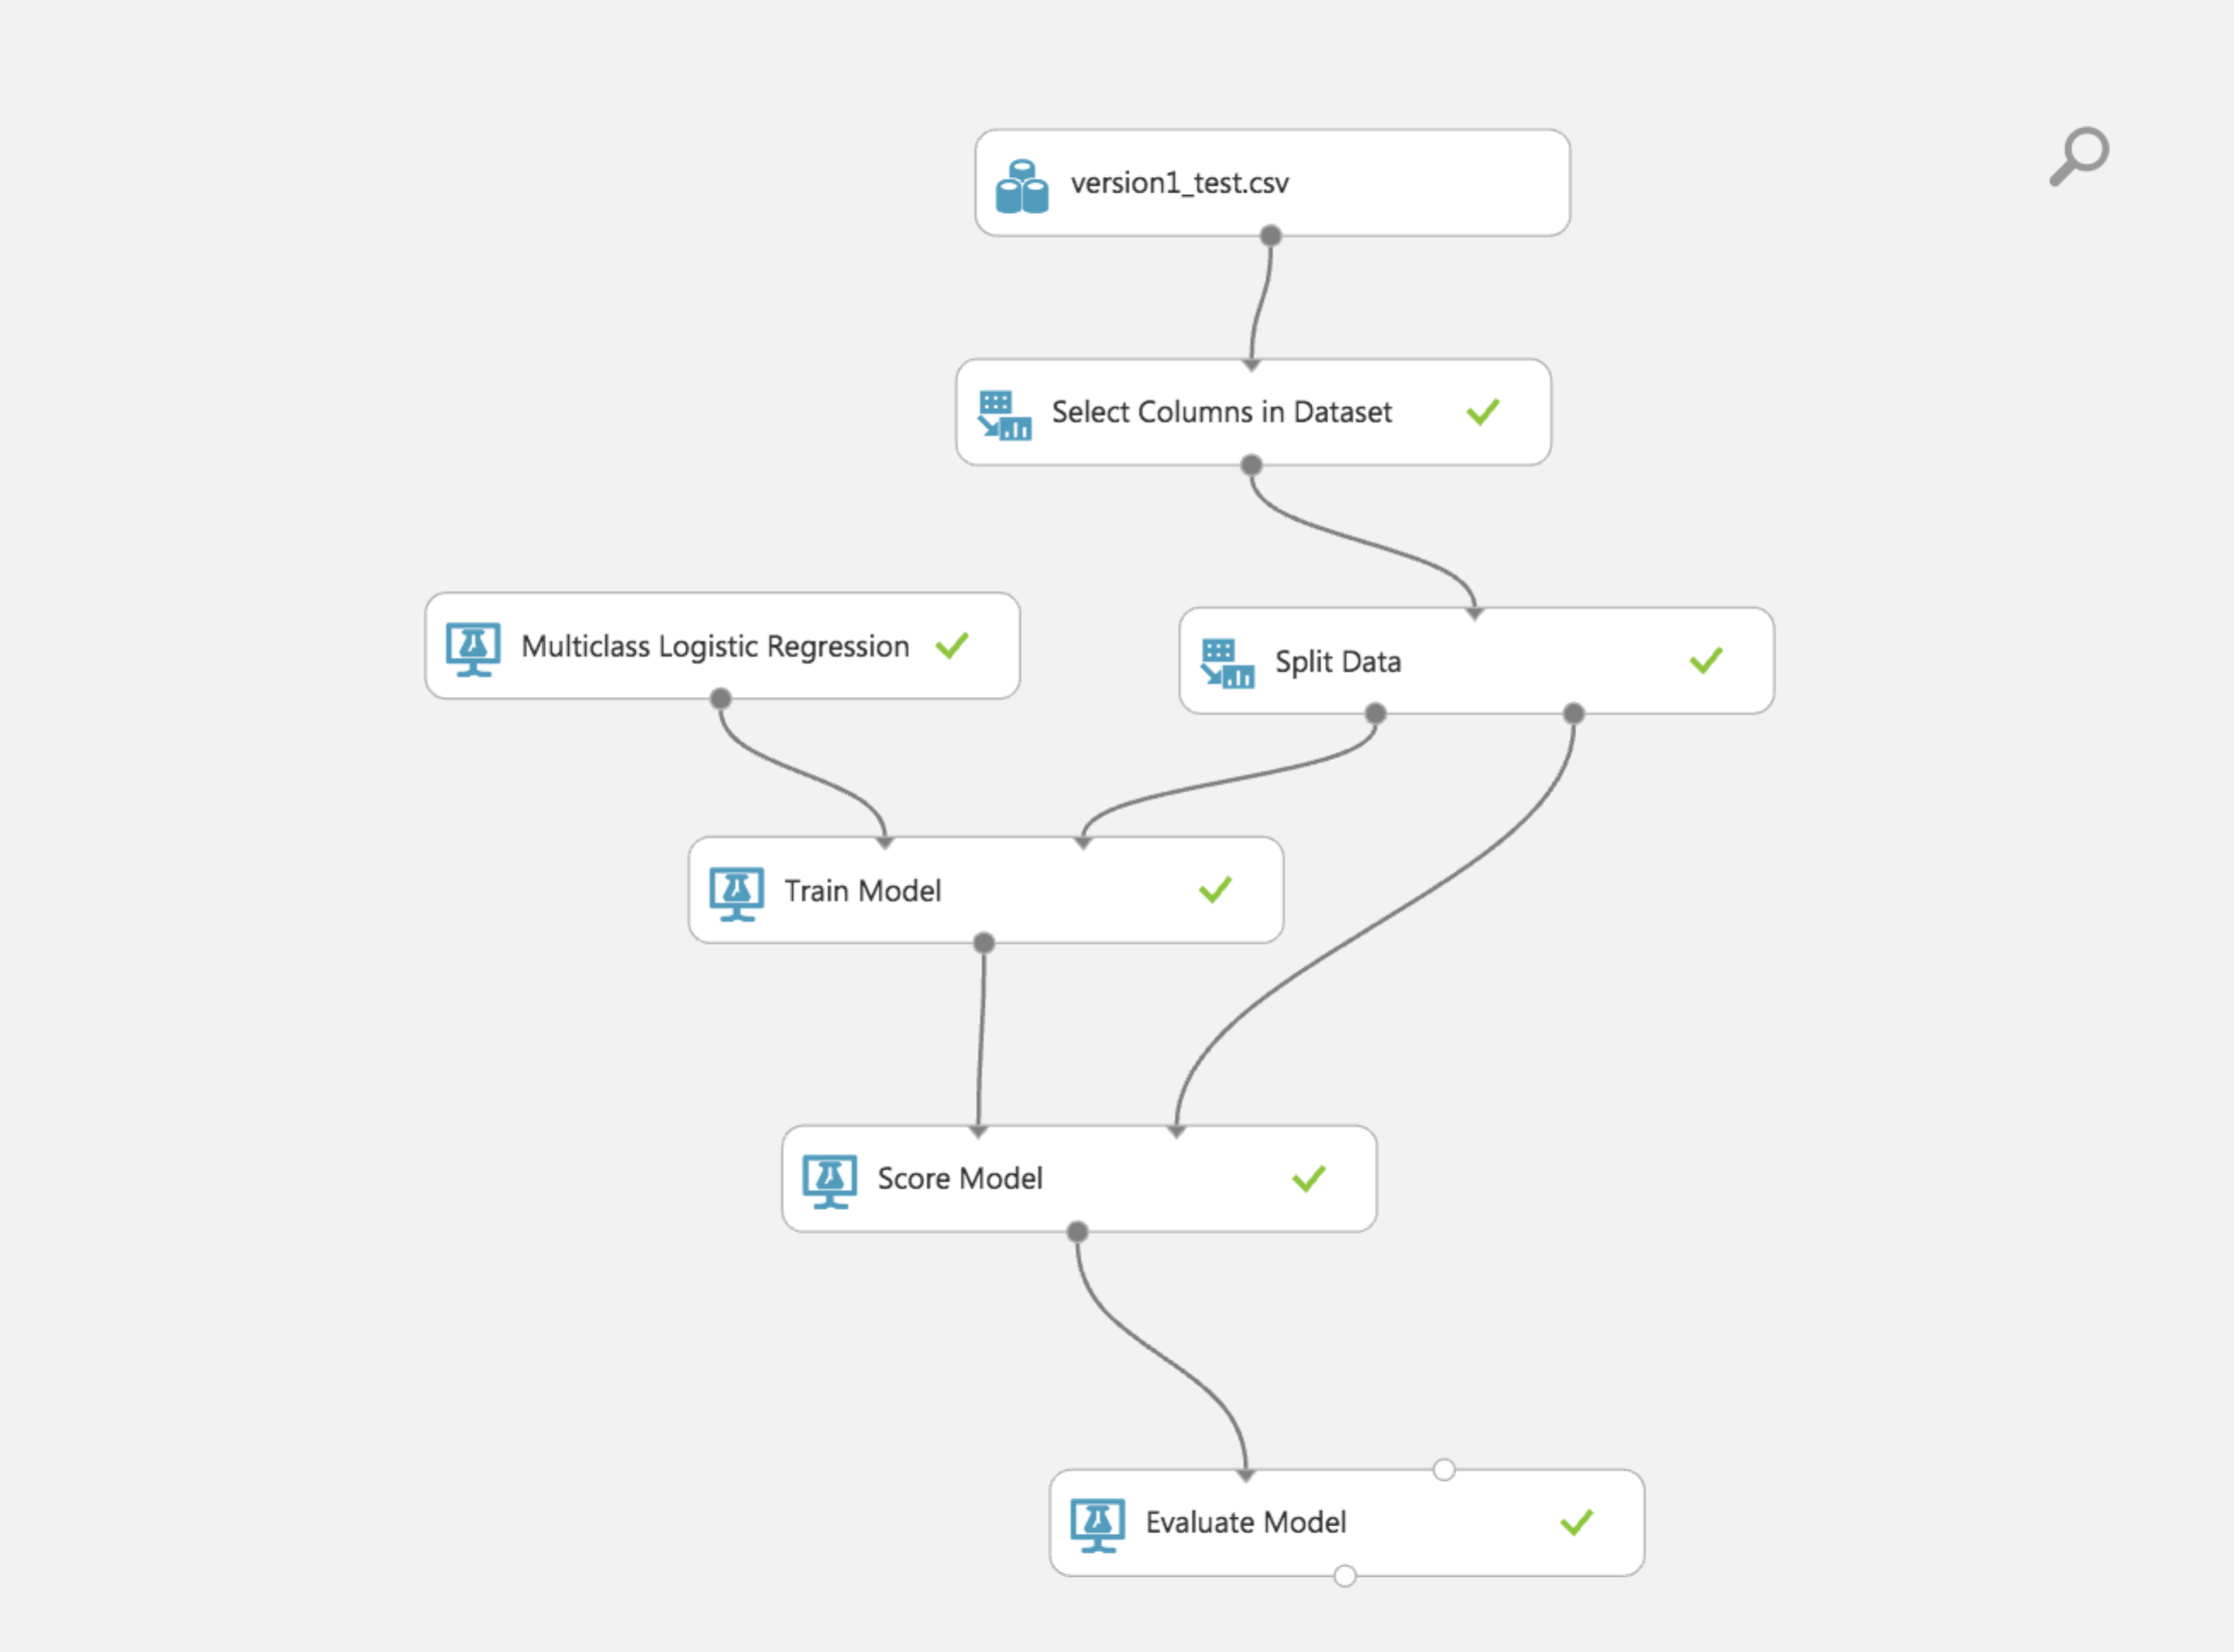 version1_test.csv
Select Columns in Dataset
Multiclass Logistic Regression
Split Data
Train Model
Score Model
Evaluate Model